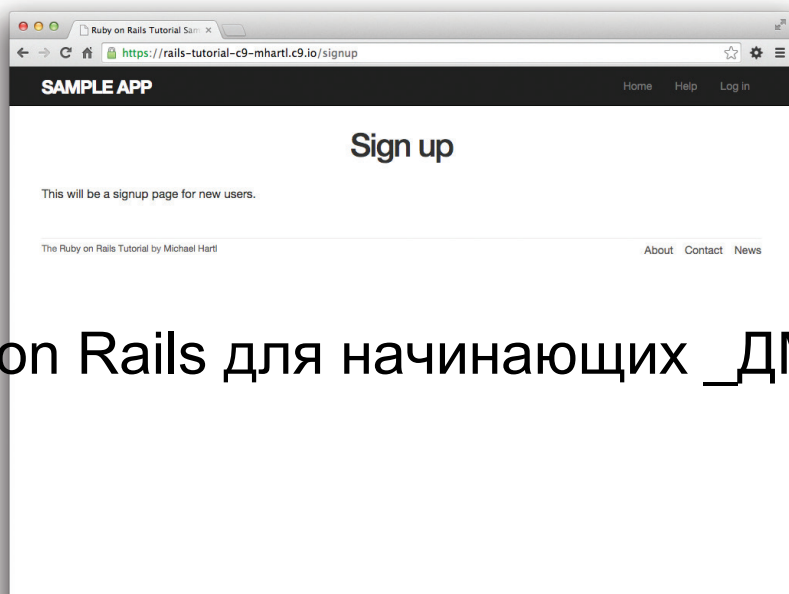 Ruby on Rails Tutorial Sam
https://rails-tutorial-c9-mhartl.c9.io/signup
SAMPLE APP
Home Help Log in
Sign up
This will be a signup page for new users.
The Ruby on Rails Tutorial by Michael Hartl
About Contact News
on Rails для начинающих _ДМ